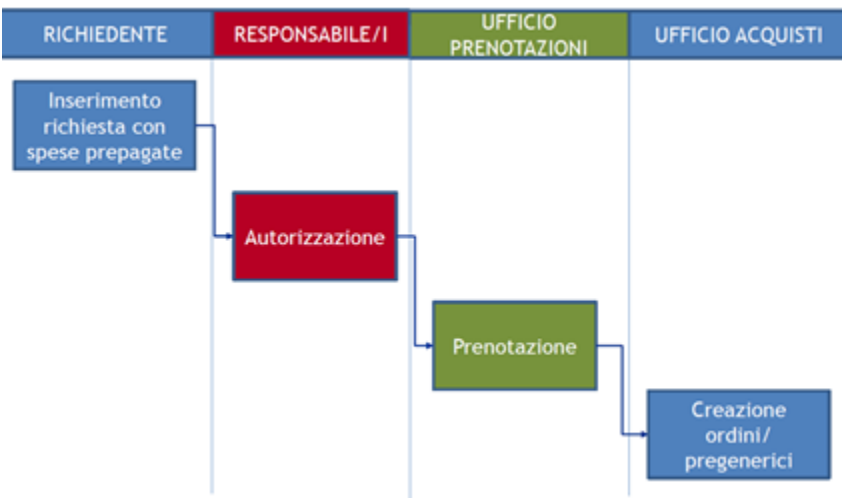 RICHIEDENTE
RESPONSABILE/I
UFFICIO
PRENOTAZIONI
UFFICIO ACQUISTI
Inserimento
richiesta con
spese prepagate
Autorizzazione
Prenotazione
Creazione
ordini/
pregenerici